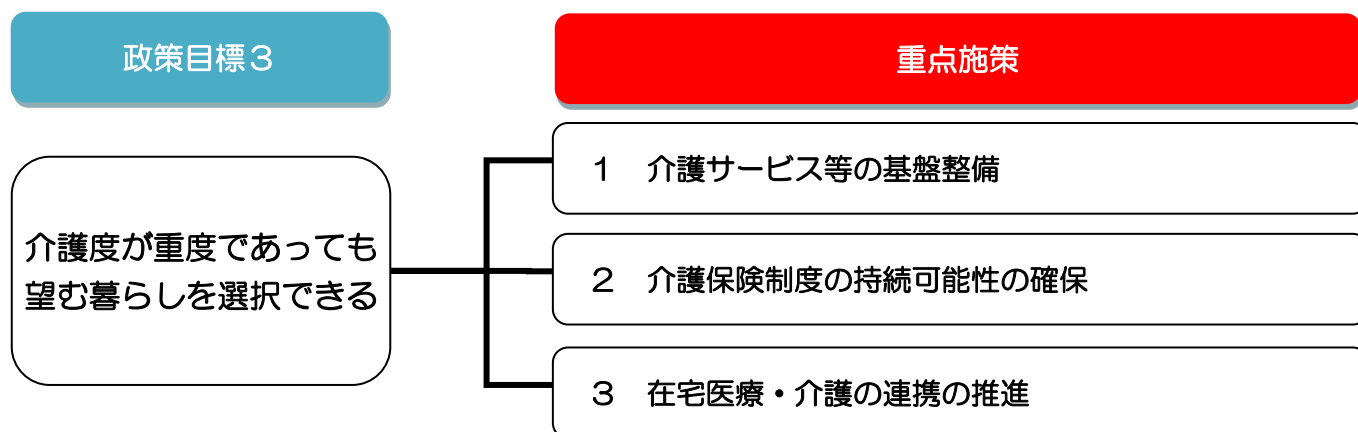 政策目標３
重点施策
介護度が重度であっても
望む暮らしを選択できる
１　介護サービス等の基盤整備
２　介護保険制度の持続可能性の確保
３　在宅医療・介護の連携の推進